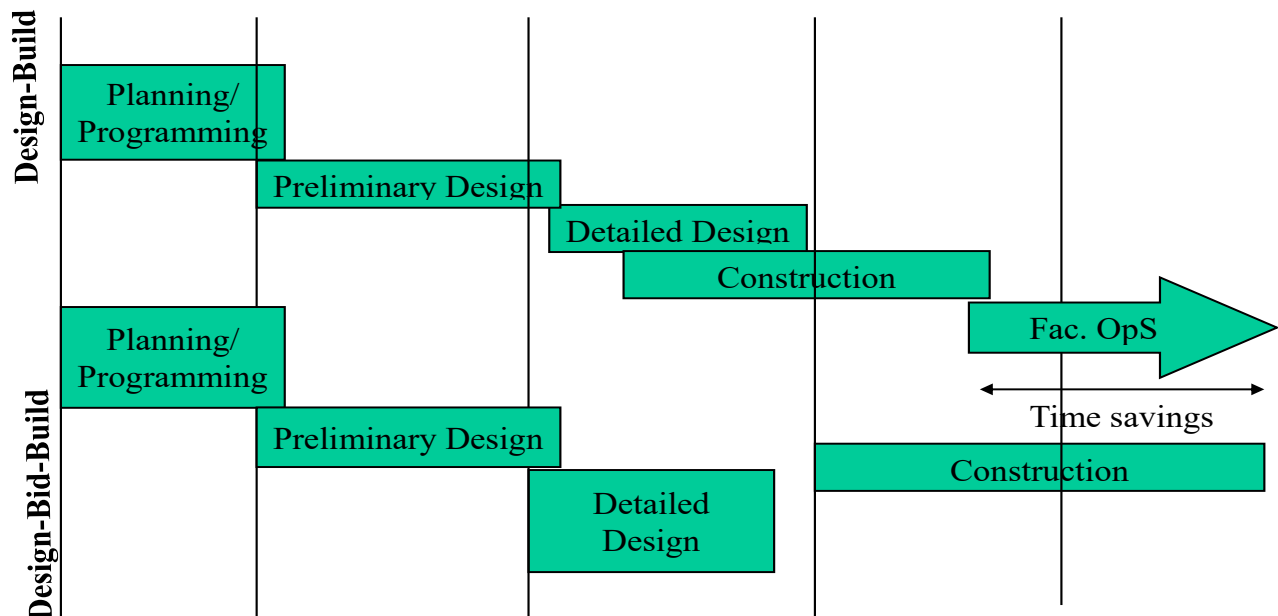 Design-Build
Planning/
Programming
Preliminary Design
Detailed Design
Construction
Fac. OpS
Time savings
Design-Bid-Build
Planning/
Programming
Preliminary Design
Construction
Detailed
Design